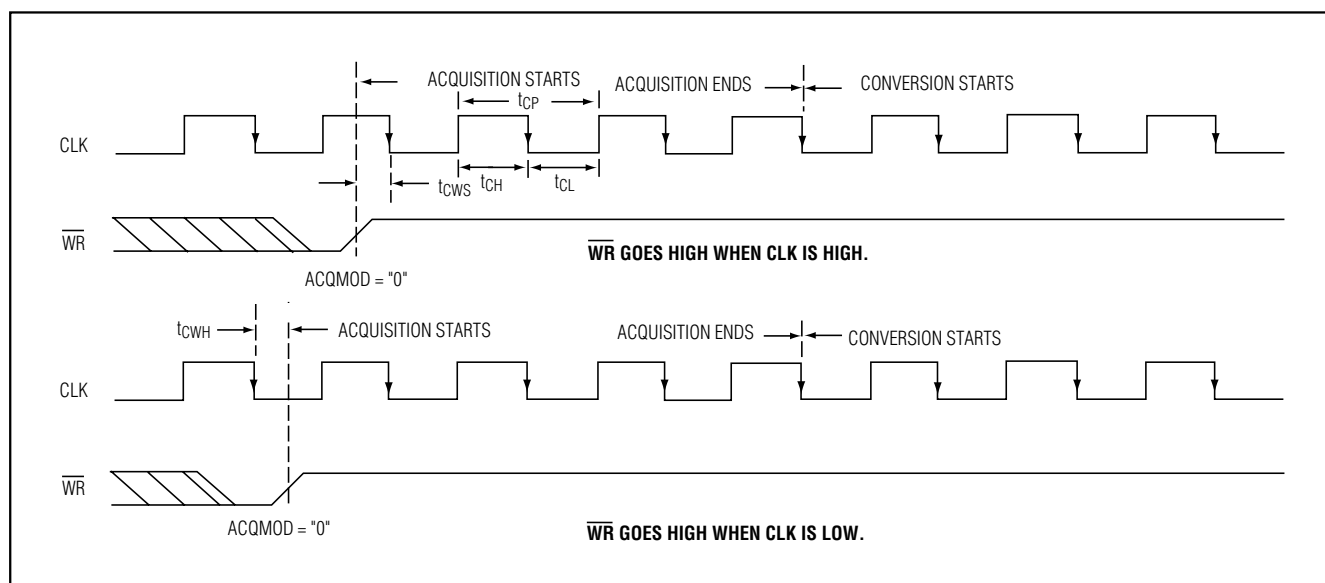 ACQUISITION STARTS
ACQUISITION ENDS
CONVERSION STARTS
tCP
CLK
tCWS
tCH
tCL
WR
WR GOES HIGH WHEN CLK IS HIGH.
ACQMOD = "0"
tCWH
ACQUISITION STARTS
ACQUISITION ENDS
CONVERSION STARTS
CLK
WR
ACQMOD = "0"
WR GOES HIGH WHEN CLK IS LOW.